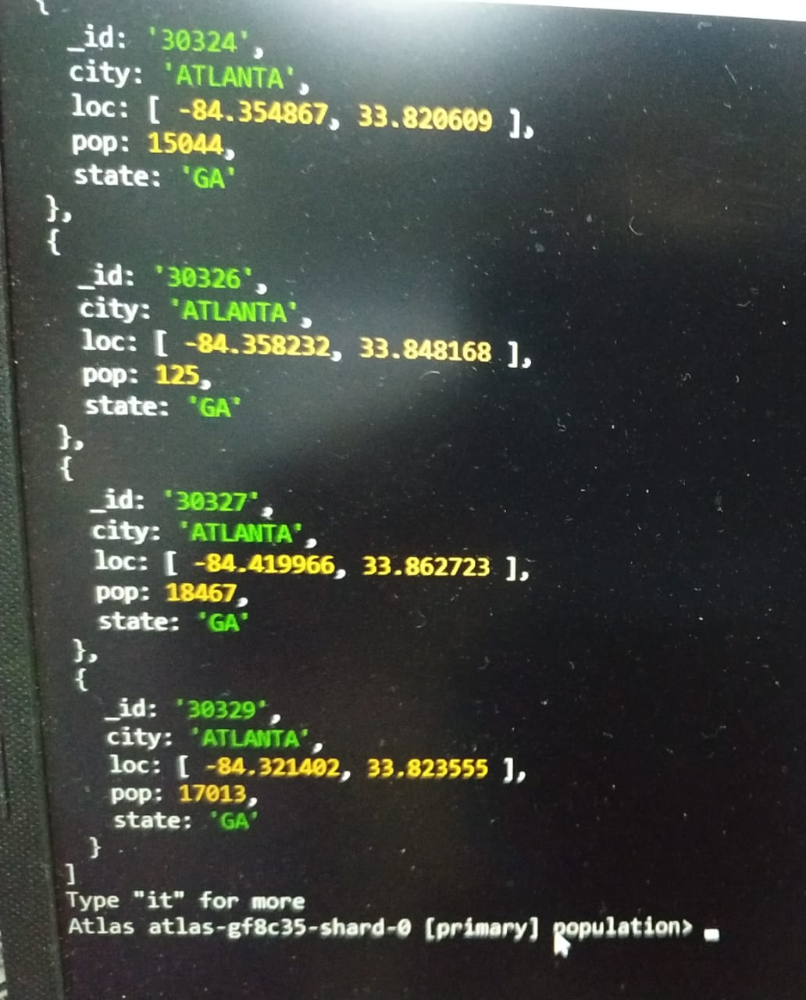 {
_id: '30324',
city: 'ATLANTA',
loc: [ -84.354867, 33.820609 ],
pop: 15044,
state: 'GA'
},
{
_id: '30326',
city: 'ATLANTA',
loc: [ -84.358232, 33.848168 ],
pop: 125,
state: 'GA'
},
{
_id: '30327',
city: 'ATLANTA',
loc: [ -84.419966, 33.862723 ],
pop: 18467,
state: 'GA'
},
{
_id: '30329',
city: 'ATLANTA',
loc: [ -84.321402, 33.823555 ],
pop: 17013,
state: 'GA'
}
]
Type "it" for more
Atlas atlas-gf8c35-shard-0 [primary] population>